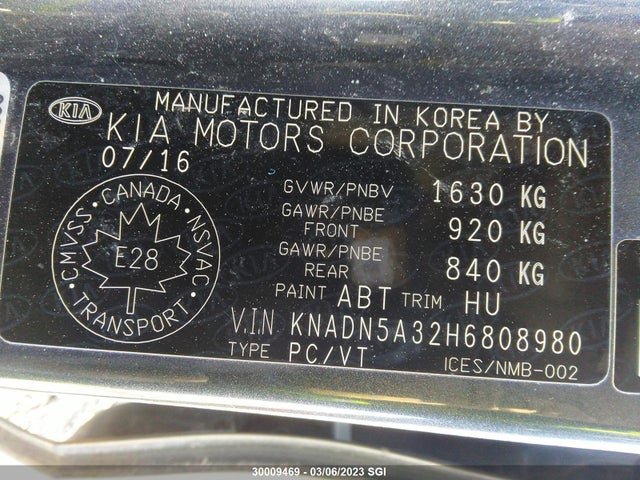 KIA
MANUFACTURED IN KOREA BY
KIA MOTORS CORPORATION
07/16
GVWR/PNBV 1630 KG
GAWR/PNBE
FRONT 920 KG
GAWR/PNBE
REAR 840 KG
PAINT ABT TRIM HU
V.I.N KNADN5A32H6808980
TYPE PC/VT
ICES/NMB-002
CANADA
CMVSS
NSVAC
E28
TRANSPORT
30009469 - 03/06/2023 SGI